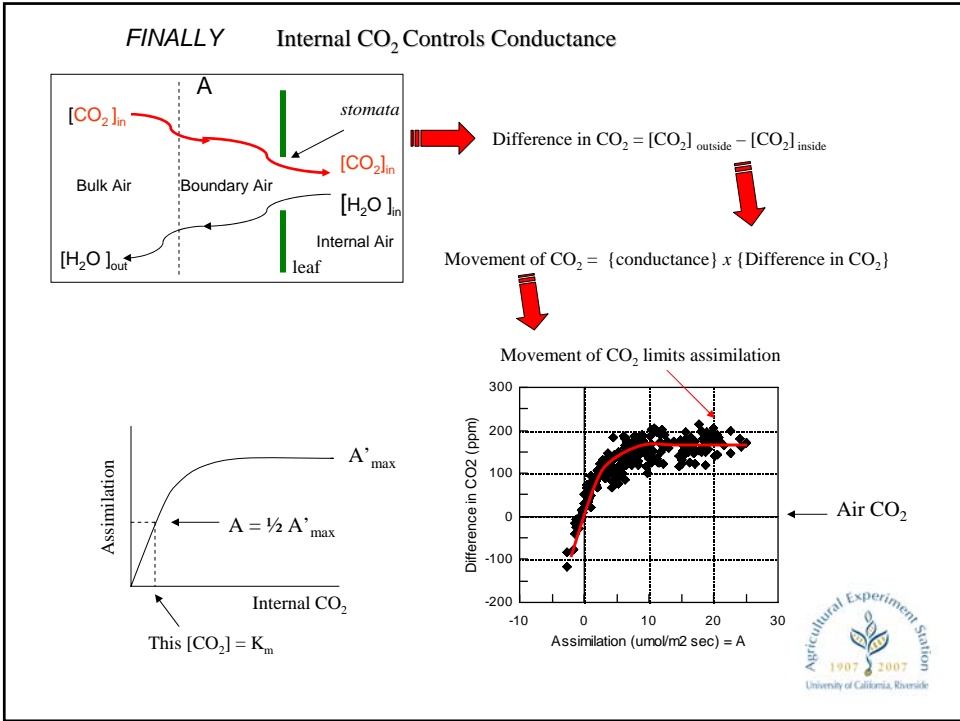 FINALLY Internal CO₂ Controls Conductance
A
[CO₂]in
stomata
[CO₂]in
Bulk Air
Boundary Air
[H₂O]in
Internal Air
[H₂O]out
leaf
Difference in CO₂ = [CO₂] outside – [CO₂] inside
Movement of CO₂ = {conductance} x {Difference in CO₂}
Movement of CO₂ limits assimilation
Difference in CO2 (ppm)
300
200
100
0
-100
-200
-10 0 10 20 30
Assimilation (umol/m2 sec) = A
Air CO₂
Assimilation
A'max
A = ½ A'max
Internal CO₂
This [CO₂] = Km
Agricultural Experiment Station
1907 2007
University of California, Riverside